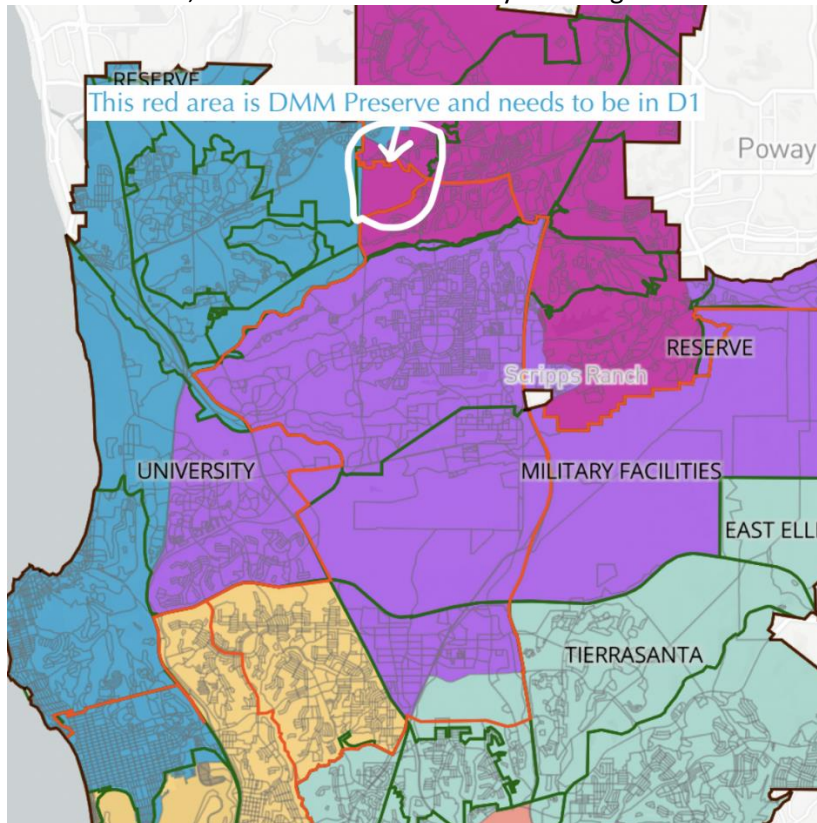 RESERVE
This red area is DMM Preserve and needs to be in D1
Poway
RESERVE
Scripps Ranch
UNIVERSITY
MILITARY FACILITIES
EAST ELL
TIERRASANTA